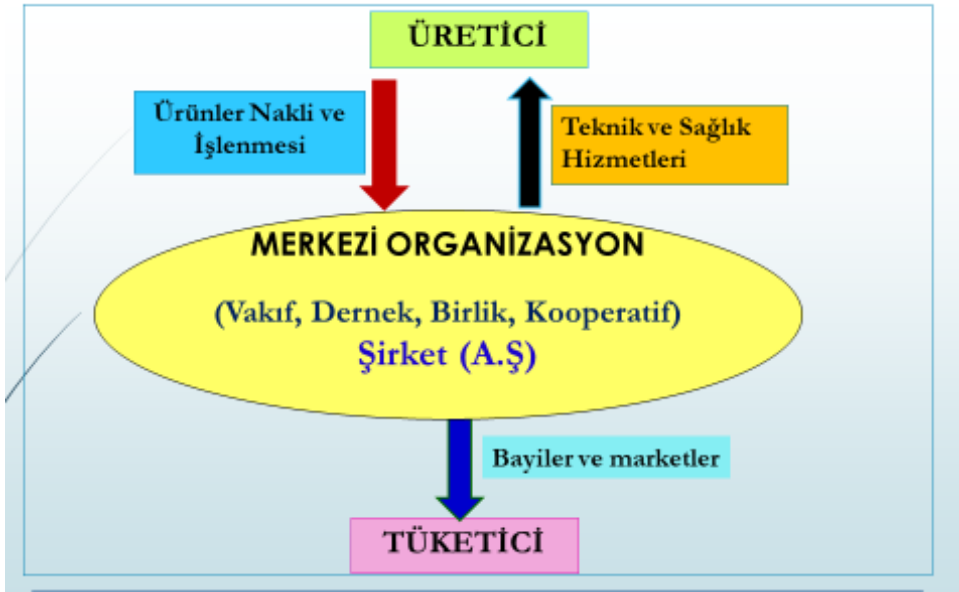 ÜRETİCİ
Ürünler Nakli ve
İşlenmesi
Teknik ve Sağlık
Hizmetleri
MERKEZİ ORGANİZASYON
(Vakıf, Dernek, Birlik, Kooperatif)
Şirket (A.Ş)
Bayiler ve marketler
TÜKETİCİ